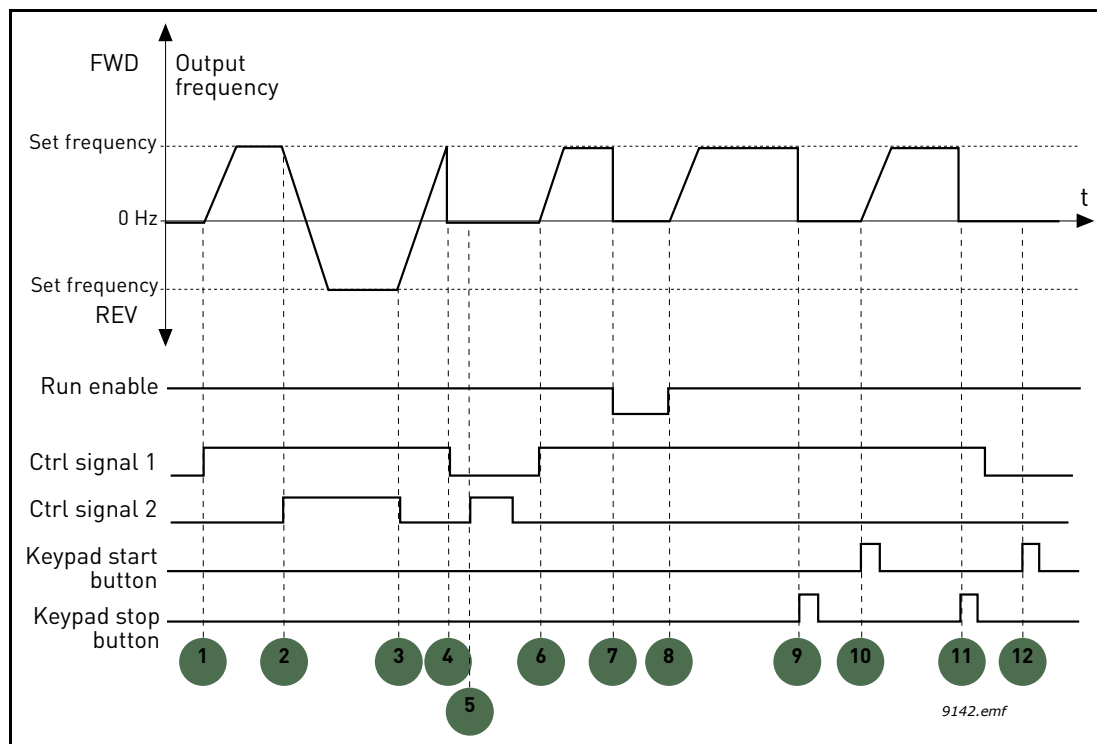 FWD
Output
frequency
Set frequency
0 Hz
t
Set frequency
REV
Run enable
Ctrl signal 1
Ctrl signal 2
Keypad start
button
Keypad stop
button
1
2
3
4
5
6
7
8
9
10
11
12
9142.emf